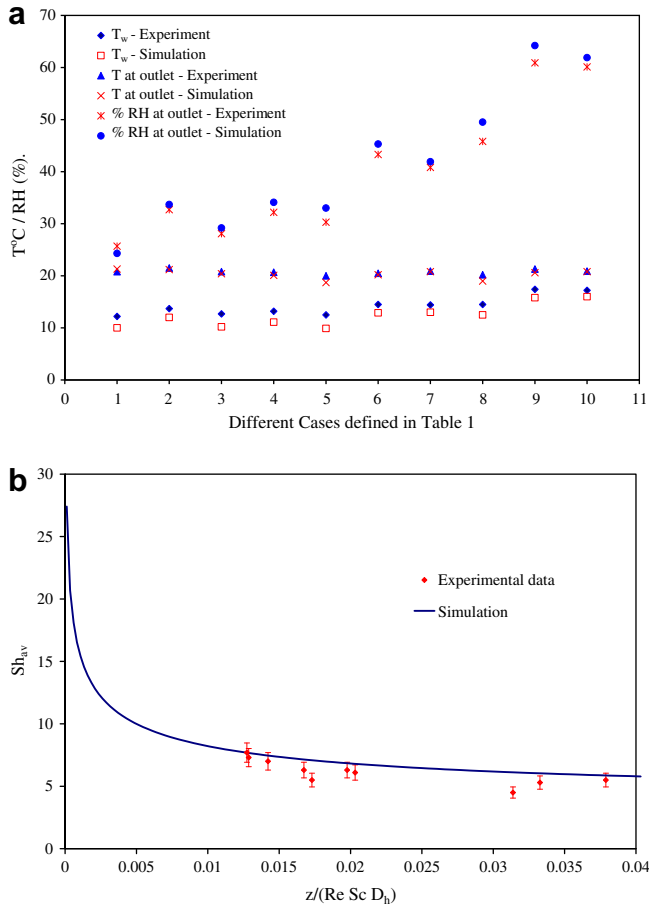 a
70
60
50
40
30
20
10
0
T°C / RH (%).
Tw - Experiment
Tw - Simulation
T at outlet - Experiment
T at outlet - Simulation
% RH at outlet - Experiment
% RH at outlet - Simulation
0 1 2 3 4 5 6 7 8 9 10 11
Different Cases defined in Table 1
b
30
25
20
15
10
5
0
Shav
Experimental data
Simulation
0 0.005 0.01 0.015 0.02 0.025 0.03 0.035 0.04
z/(Re Sc Dh)